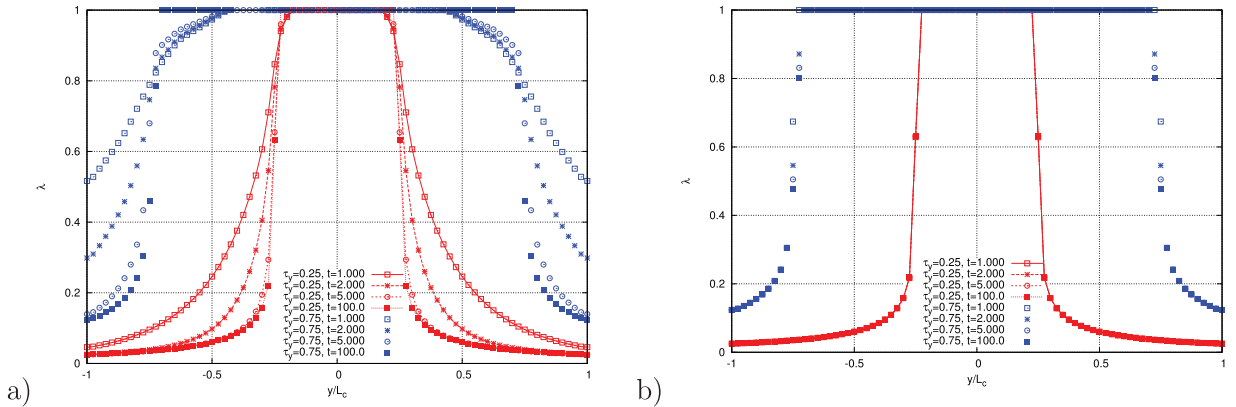 1
0.8
0.6
0.4
0.2
0
λ
-1
-0.5
0
0.5
1
y/L_c
τ_y=0.25, t=1.000
τ_y=0.25, t=2.000
τ_y=0.25, t=5.000
τ_y=0.25, t=100.0
τ_y=0.75, t=1.000
τ_y=0.75, t=2.000
τ_y=0.75, t=5.000
τ_y=0.75, t=100.0
a)
1
0.8
0.6
0.4
0.2
0
λ
-1
-0.5
0
0.5
1
y/L_c
τ_y=0.25, t=1.000
τ_y=0.25, t=2.000
τ_y=0.25, t=5.000
τ_y=0.25, t=100.0
τ_y=0.75, t=1.000
τ_y=0.75, t=2.000
τ_y=0.75, t=5.000
τ_y=0.75, t=100.0
b)